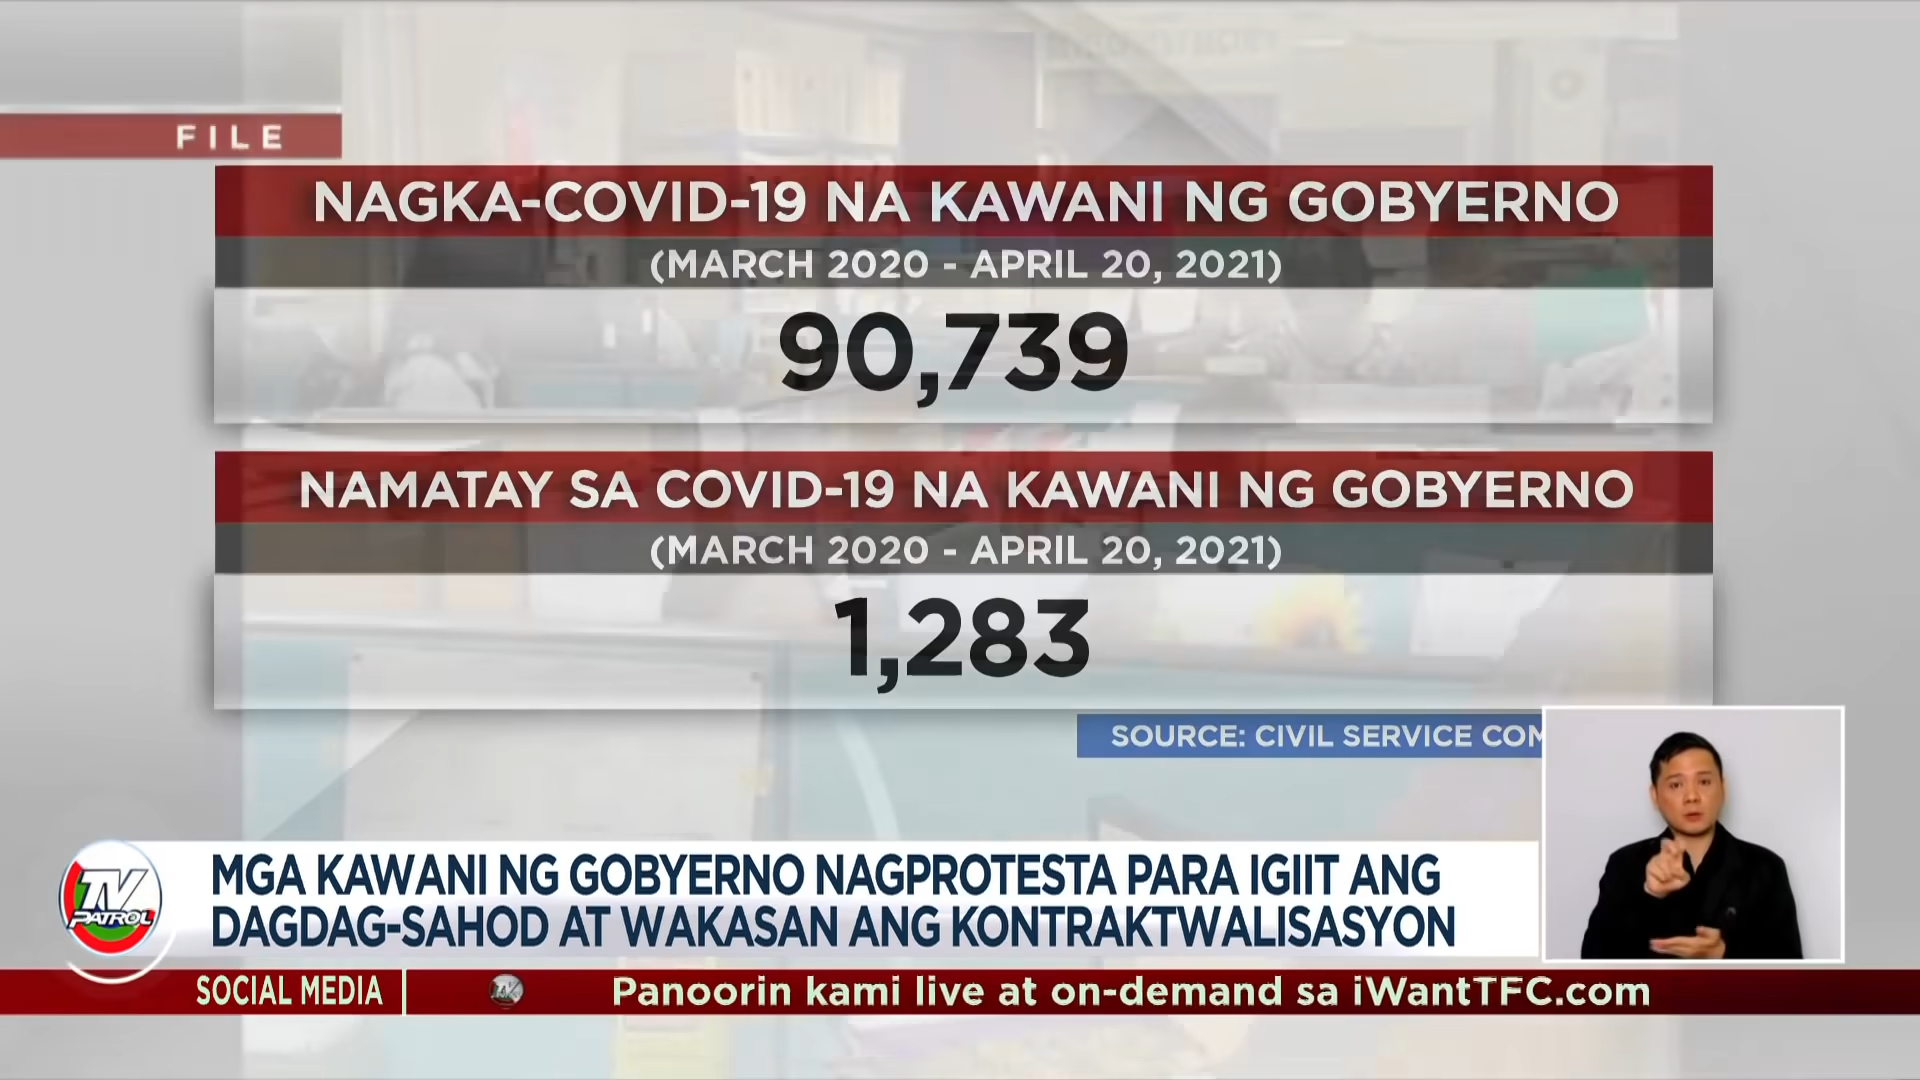 FILE
NAGKA-COVID-19 NA KAWANI NG GOBYERNO
(MARCH 2020 - APRIL 20, 2021)
90,739
NAMATAY SA COVID-19 NA KAWANI NG GOBYERNO
(MARCH 2020 - APRIL 20, 2021)
1,283
SOURCE: CIVIL SERVICE COM
TV PATROL
MGA KAWANI NG GOBYERNO NAGPROTESTA PARA IGIIT ANG
DAGDAG-SAHOD AT WAKASAN ANG KONTRAKTWALISASYON
SOCIAL MEDIA
Panoorin kami live at on-demand sa iWantTFC.com